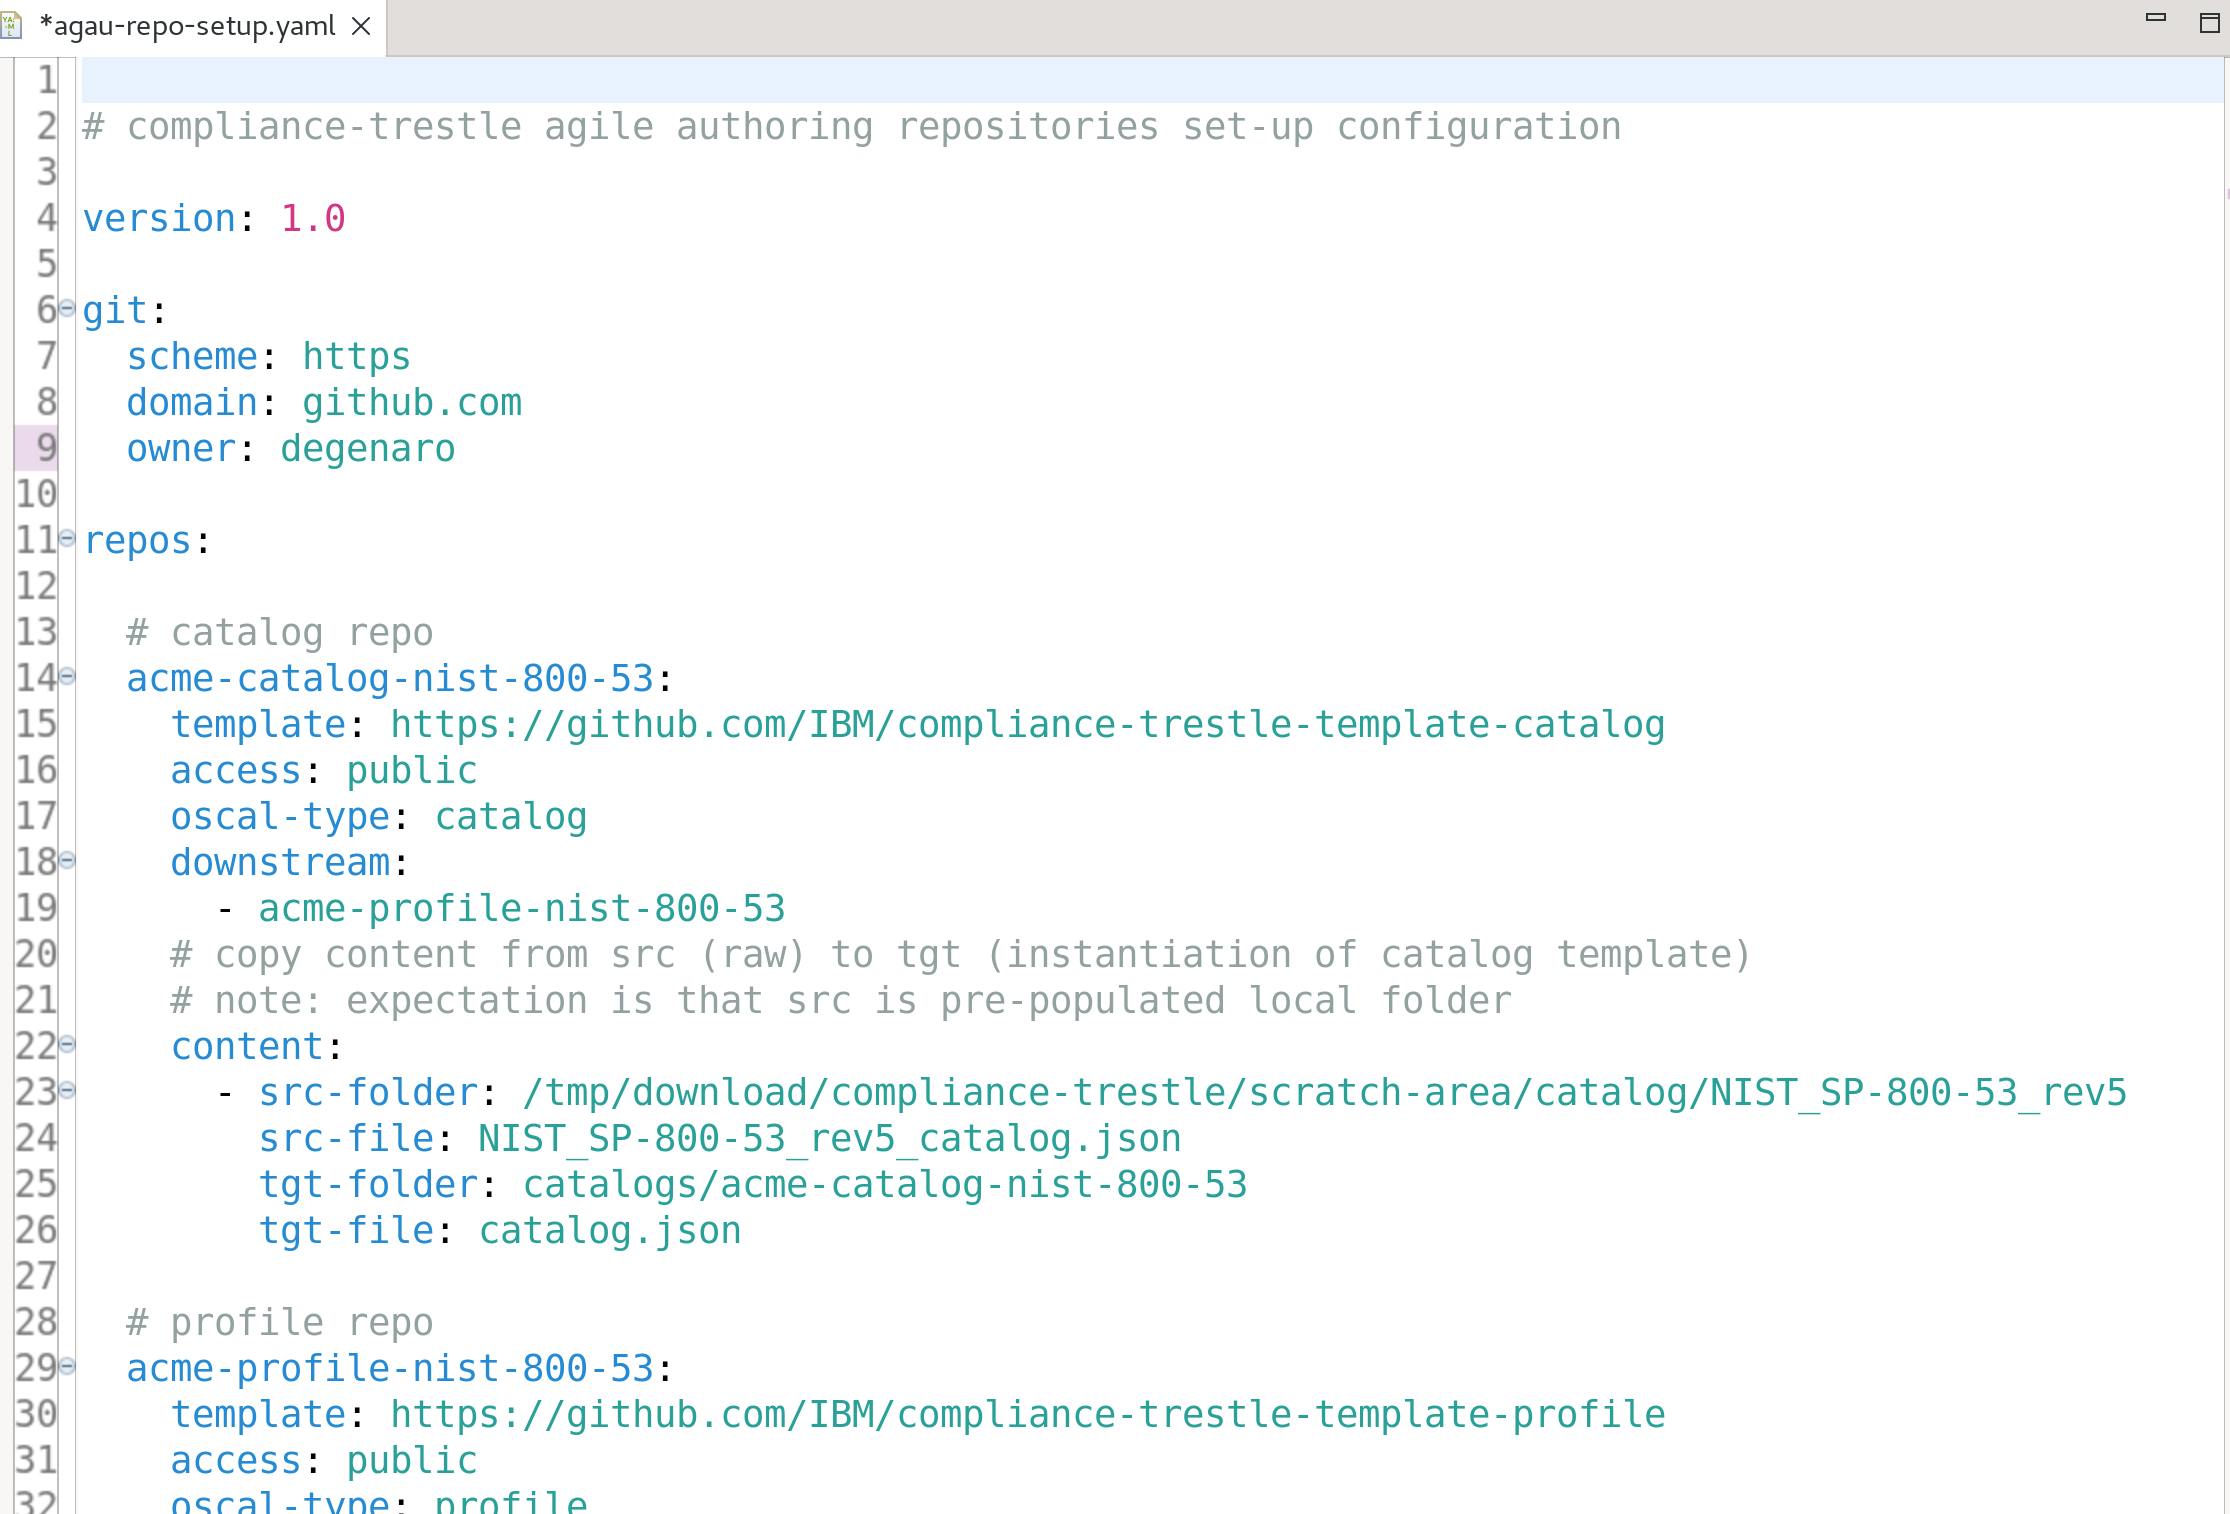 *agau-repo-setup.yaml
1
2 # compliance-trestle agile authoring repositories set-up configuration
3
4 version: 1.0
5
6 git:
7   scheme: https
8   domain: github.com
9   owner: degenaro
10
11 repos:
12
13   # catalog repo
14   acme-catalog-nist-800-53:
15     template: https://github.com/IBM/compliance-trestle-template-catalog
16     access: public
17     oscal-type: catalog
18     downstream:
19       - acme-profile-nist-800-53
20     # copy content from src (raw) to tgt (instantiation of catalog template)
21     # note: expectation is that src is pre-populated local folder
22     content:
23       - src-folder: /tmp/download/compliance-trestle/scratch-area/catalog/NIST_SP-800-53_rev5
24         src-file: NIST_SP-800-53_rev5_catalog.json
25         tgt-folder: catalogs/acme-catalog-nist-800-53
26         tgt-file: catalog.json
27
28   # profile repo
29   acme-profile-nist-800-53:
30     template: https://github.com/IBM/compliance-trestle-template-profile
31     access: public
32     oscal-type: profile